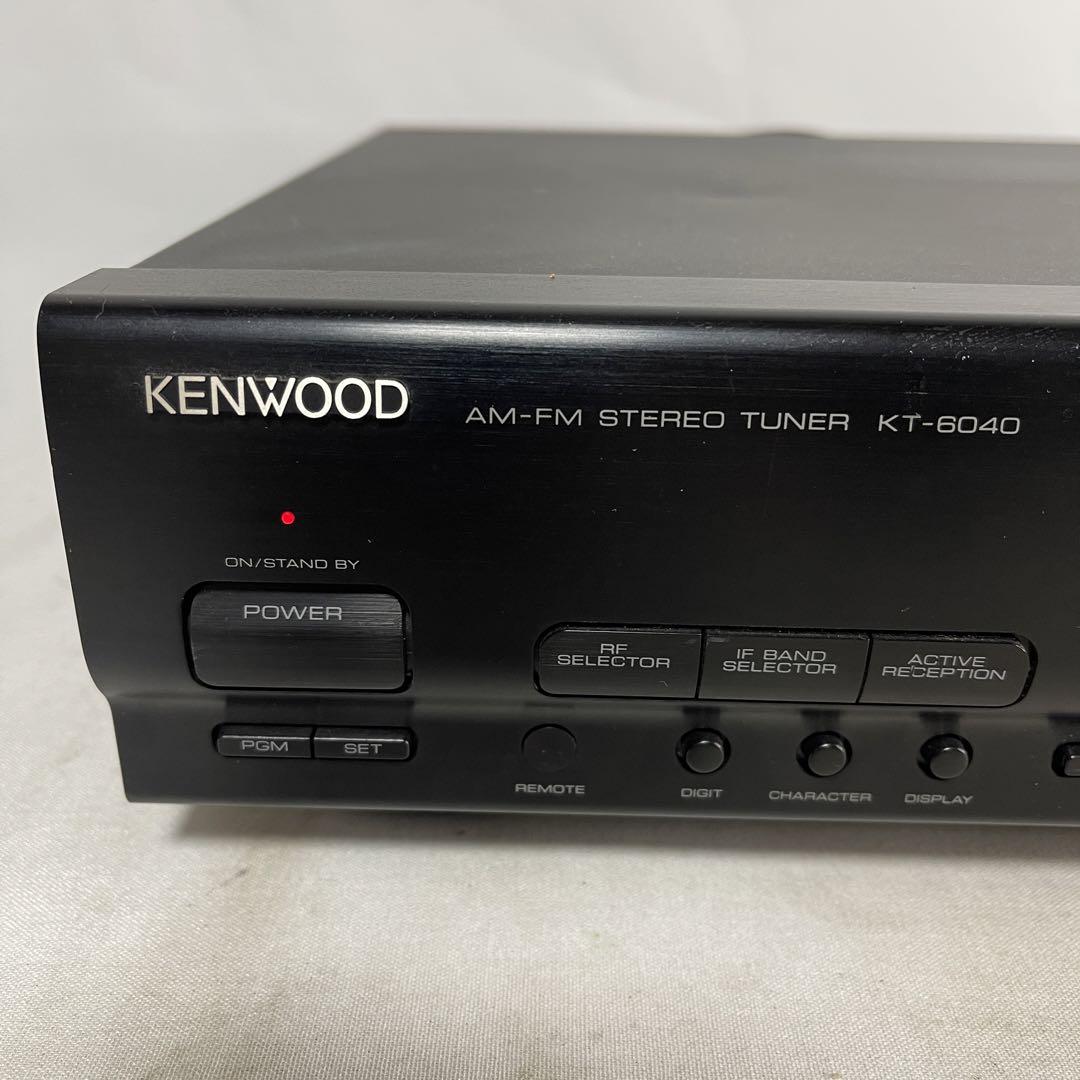 KENWOOD AM-FM STEREO TUNER KT-6040
ON/STAND BY
POWER
RF
SELECTOR
IF BAND
SELECTOR
ACTIVE
RECEPTION
PGM SET
REMOTE
DIGIT
CHARACTER
DISPLAY